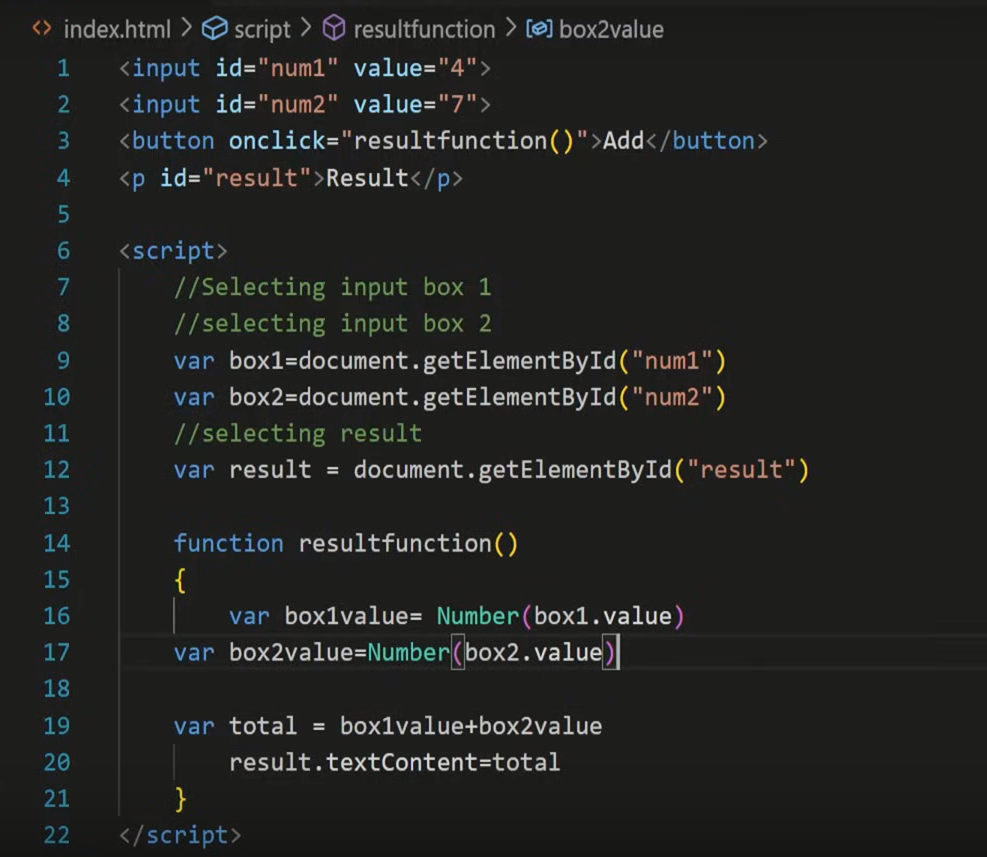 index.html > script > resultfunction > box2value
1 <input id="num1" value="4">
2 <input id="num2" value="7">
3 <button onclick="resultfunction()">Add</button>
4 <p id="result">Result</p>
5
6 <script>
7 //Selecting input box 1
8 //selecting input box 2
9 var box1=document.getElementById("num1")
10 var box2=document.getElementById("num2")
11 //selecting result
12 var result = document.getElementById("result")
13
14 function resultfunction()
15 {
16 var box1value= Number(box1.value)
17 var box2value=Number(box2.value)
18
19 var total = box1value+box2value
20 result.textContent=total
21 }
22 </script>